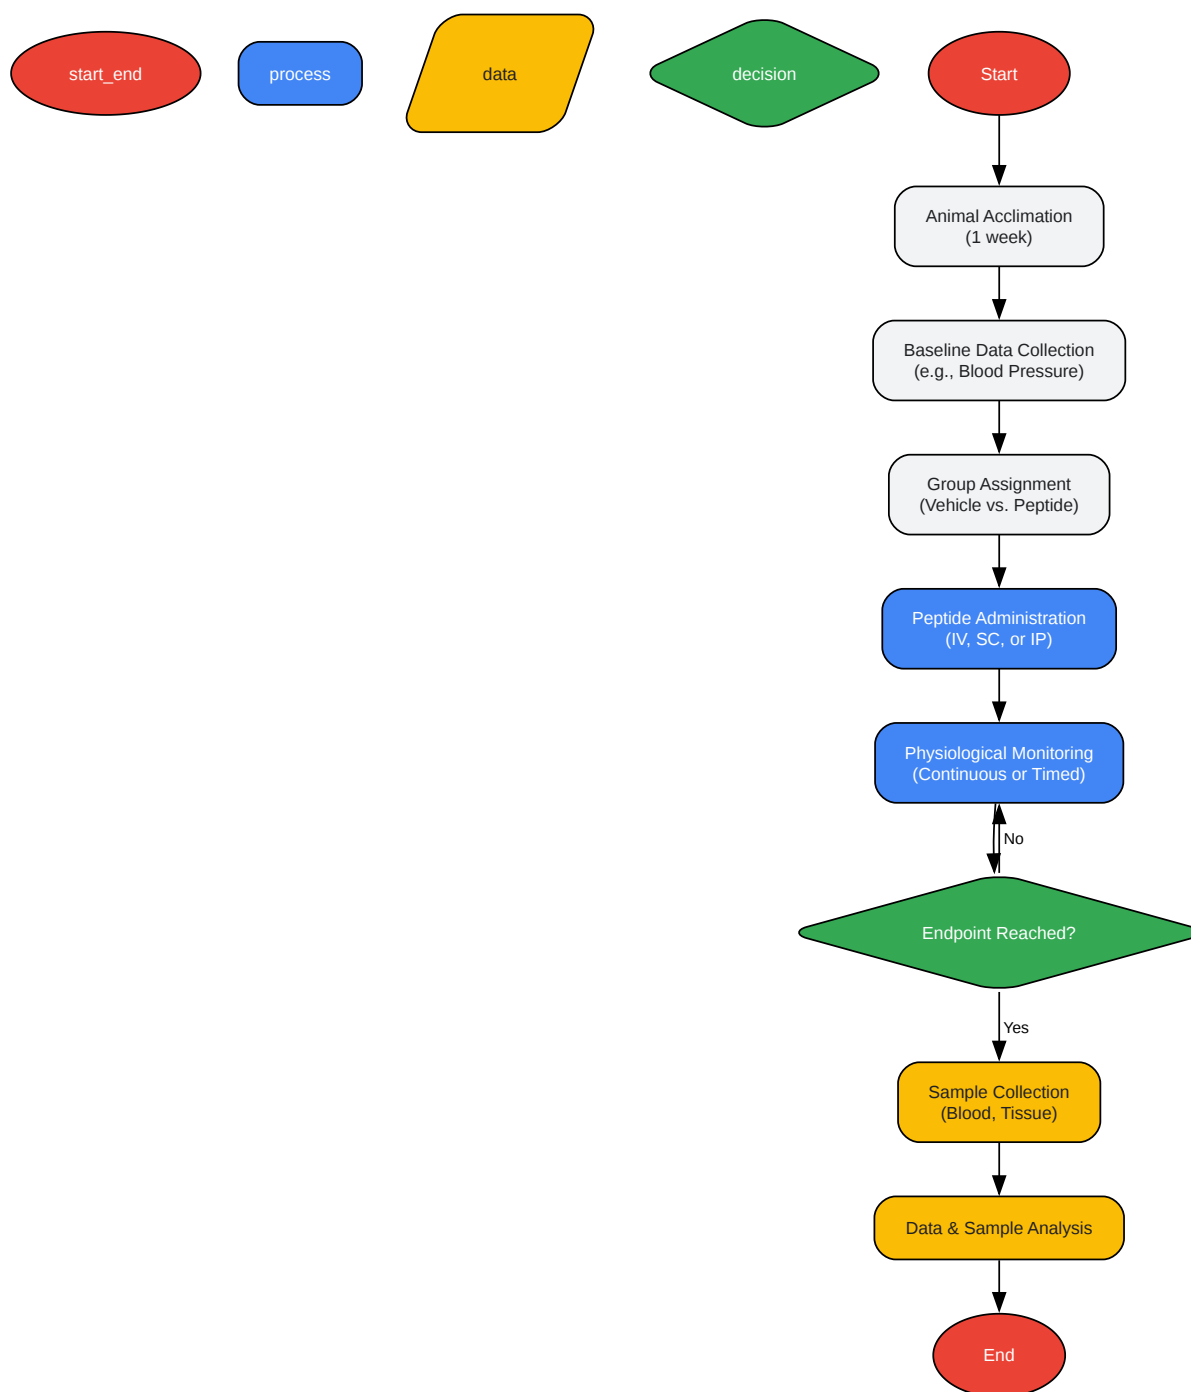 start_end
process
data
decision
Start
Animal Acclimation
(1 week)
Baseline Data Collection
(e.g., Blood Pressure)
Group Assignment
(Vehicle vs. Peptide)
Peptide Administration
(IV, SC, or IP)
Physiological Monitoring
(Continuous or Timed)
No
Endpoint Reached?
Yes
Sample Collection
(Blood, Tissue)
Data & Sample Analysis
End